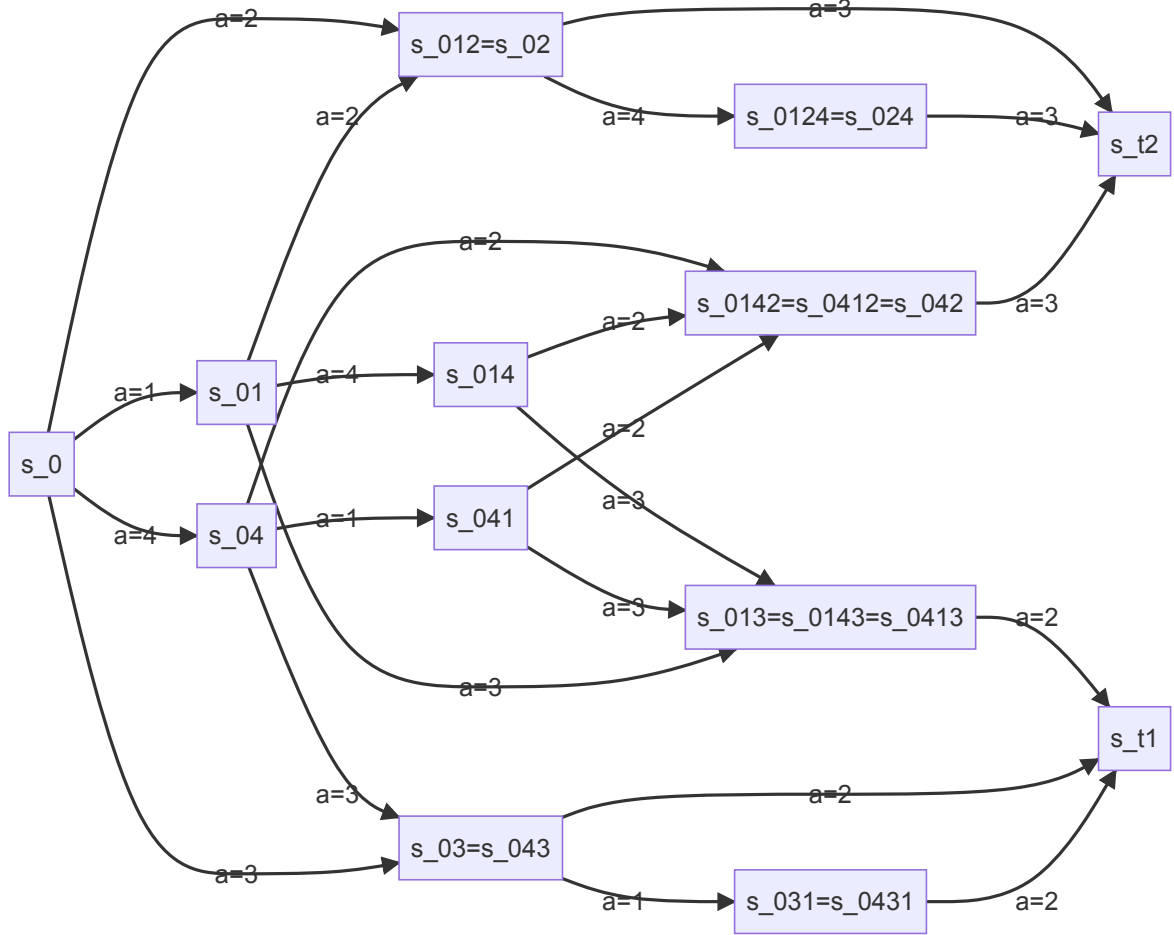 a=2
s_012=s_02
a=3
a=2
a=4
s_0124=s_024
a=3
s_t2
a=2
s_0142=s_0412=s_042
a=3
a=2
s_014
a=4
s_01
a=1
a=2
s_0
a=3
s_041
a=1
s_04
a=4
a=3
s_013=s_0143=s_0413
a=2
a=3
s_t1
a=3
a=2
s_03=s_043
a=3
a=1
s_031=s_0431
a=2